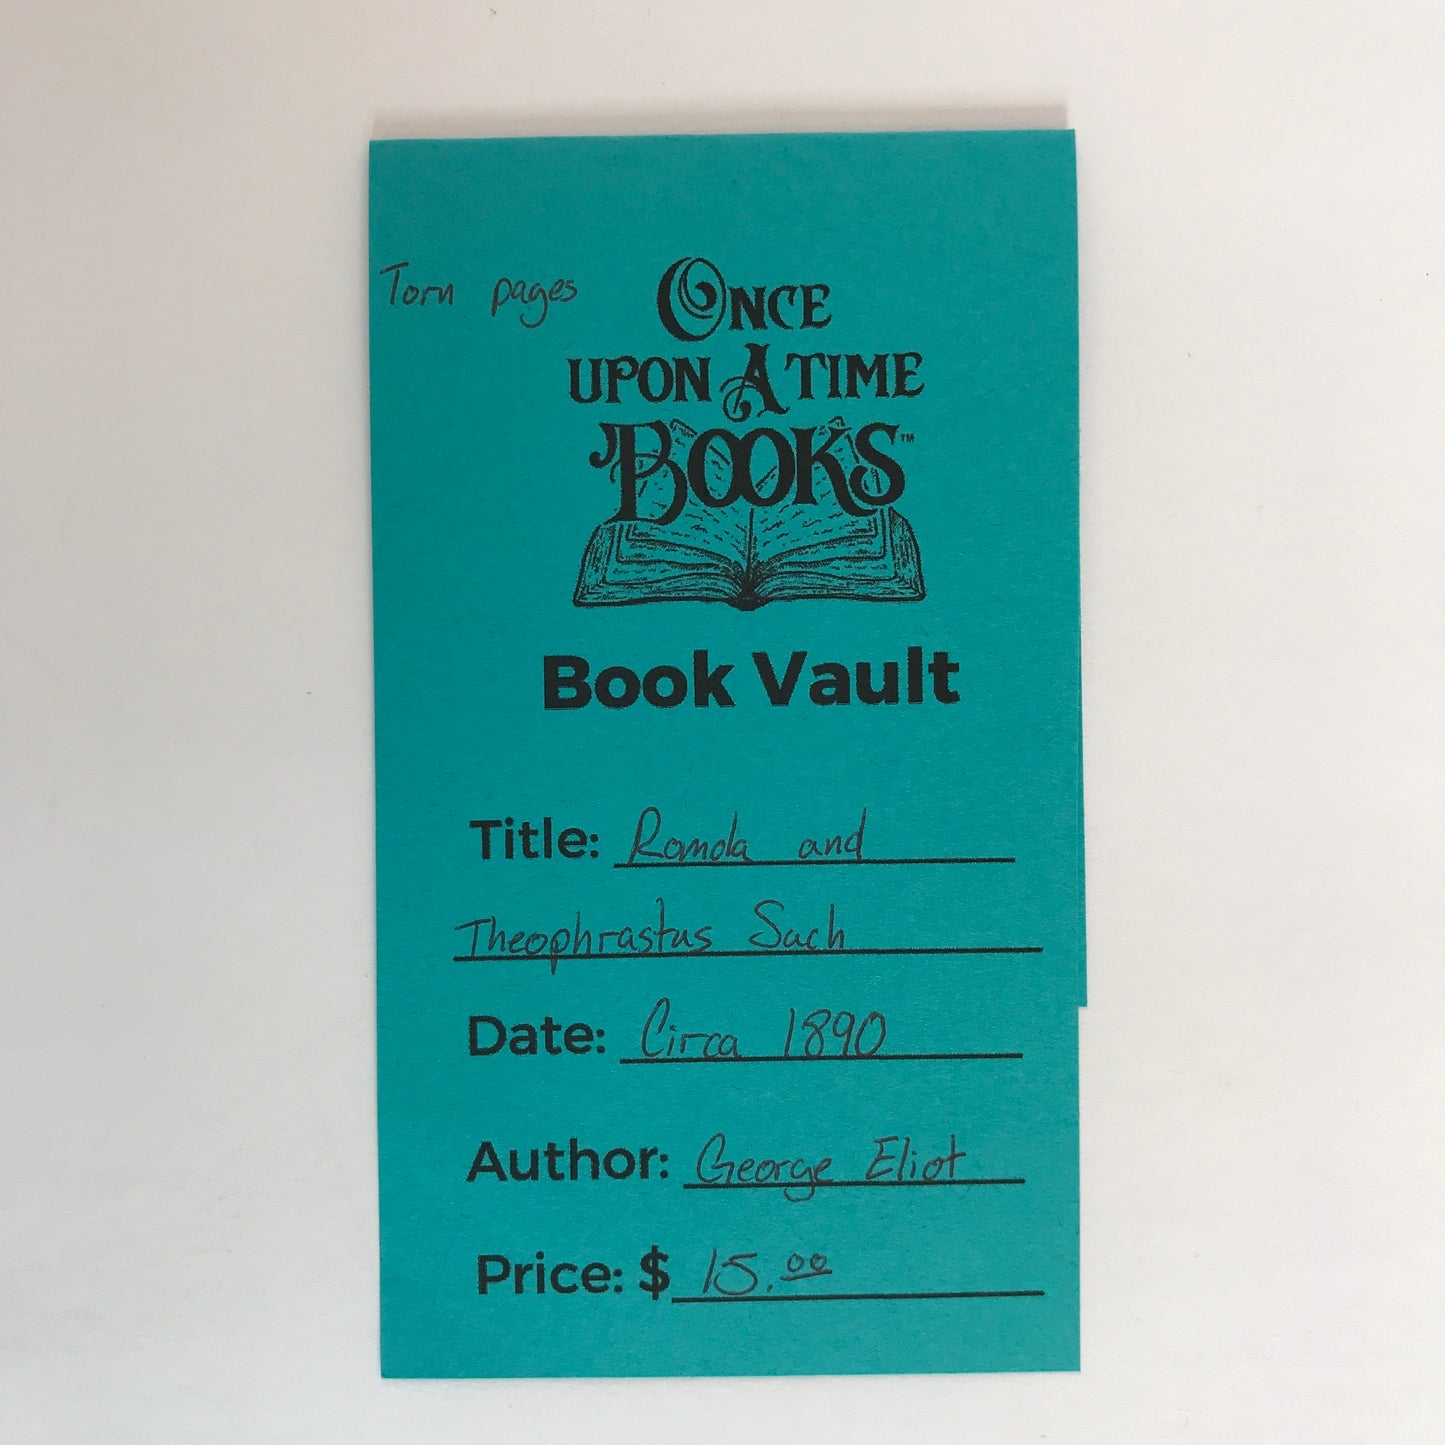 Torn pages
ONCE
UPON A TIME
BOOKS™
Book Vault
Title: Romola and
Theophrastus Such
Date: Circa 1890
Author: George Eliot
Price: $ 15.00